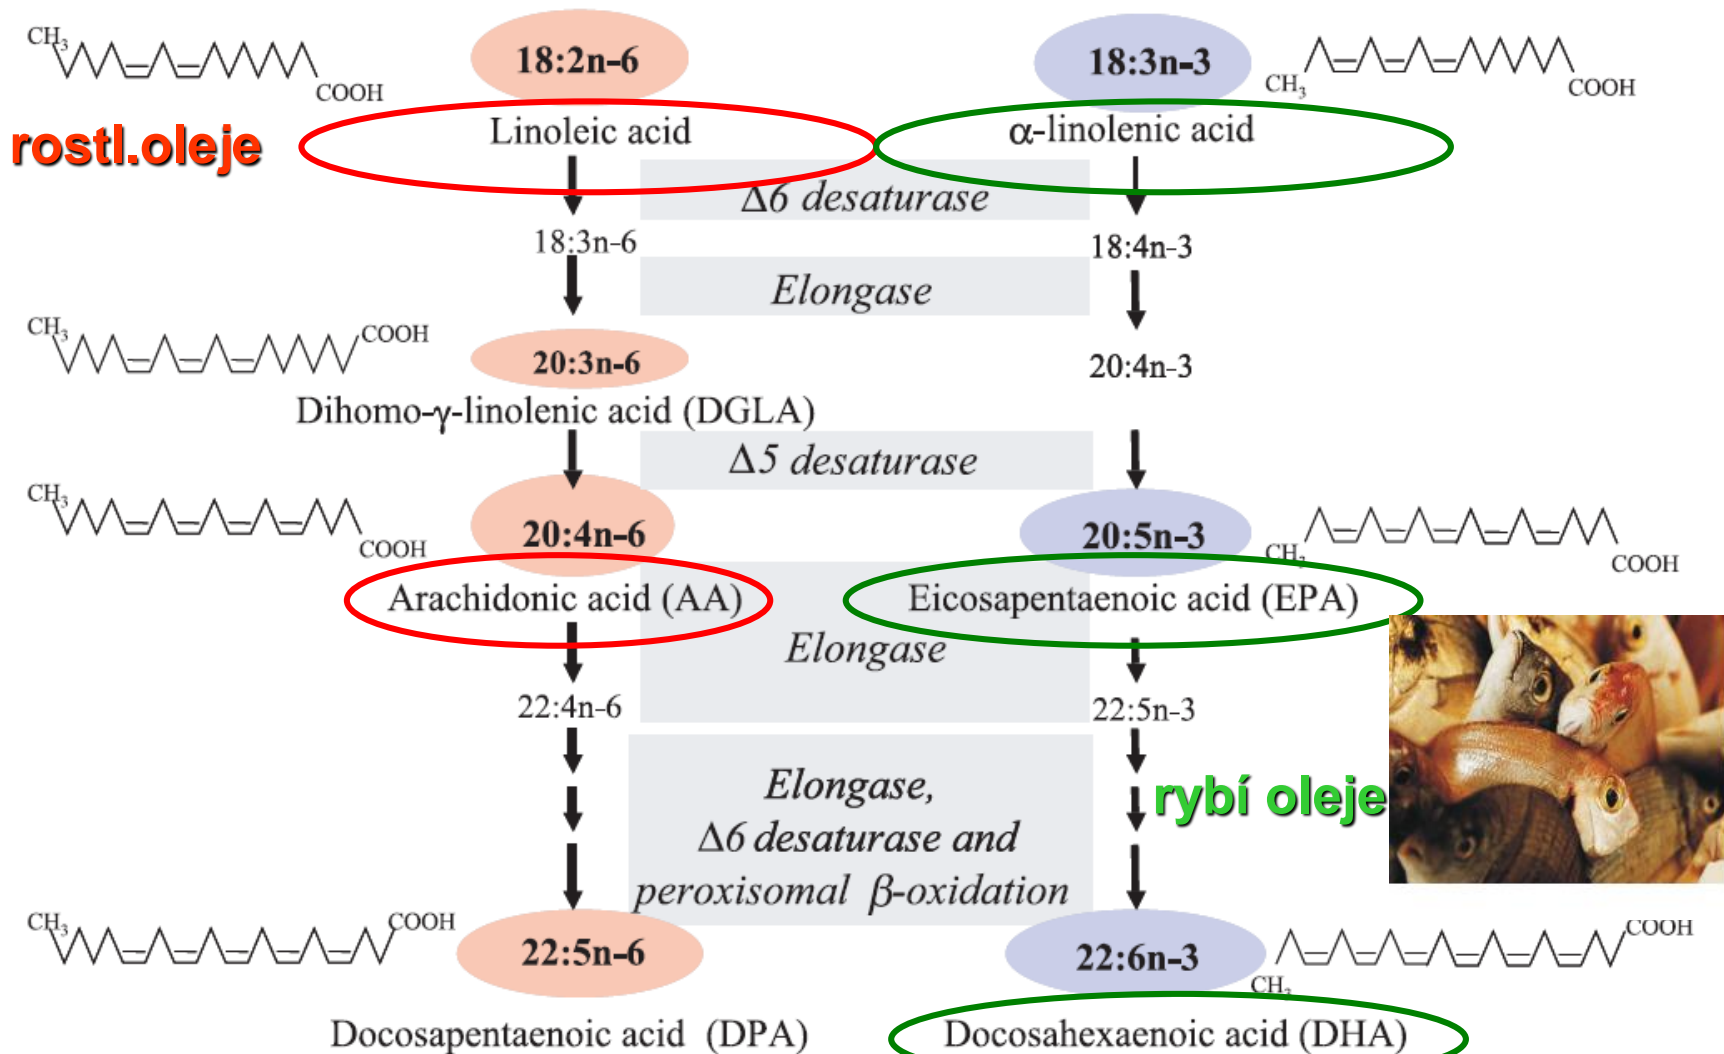 CH3
COOH
18:2n-6
18:3n-3
CH3
COOH
rostl.oleje
Linoleic acid
α-linolenic acid
Δ6 desaturase
18:3n-6
18:4n-3
Elongase
CH3
COOH
20:3n-6
20:4n-3
Dihomo-γ-linolenic acid (DGLA)
Δ5 desaturase
CH3
COOH
20:4n-6
20:5n-3
CH3
COOH
Arachidonic acid (AA)
Eicosapentaenoic acid (EPA)
Elongase
22:4n-6
22:5n-3
Elongase,
Δ6 desaturase and
peroxisomal β-oxidation
rybí oleje
CH3
COOH
22:5n-6
22:6n-3
CH3
COOH
Docosapentaenoic acid (DPA)
Docosahexaenoic acid (DHA)